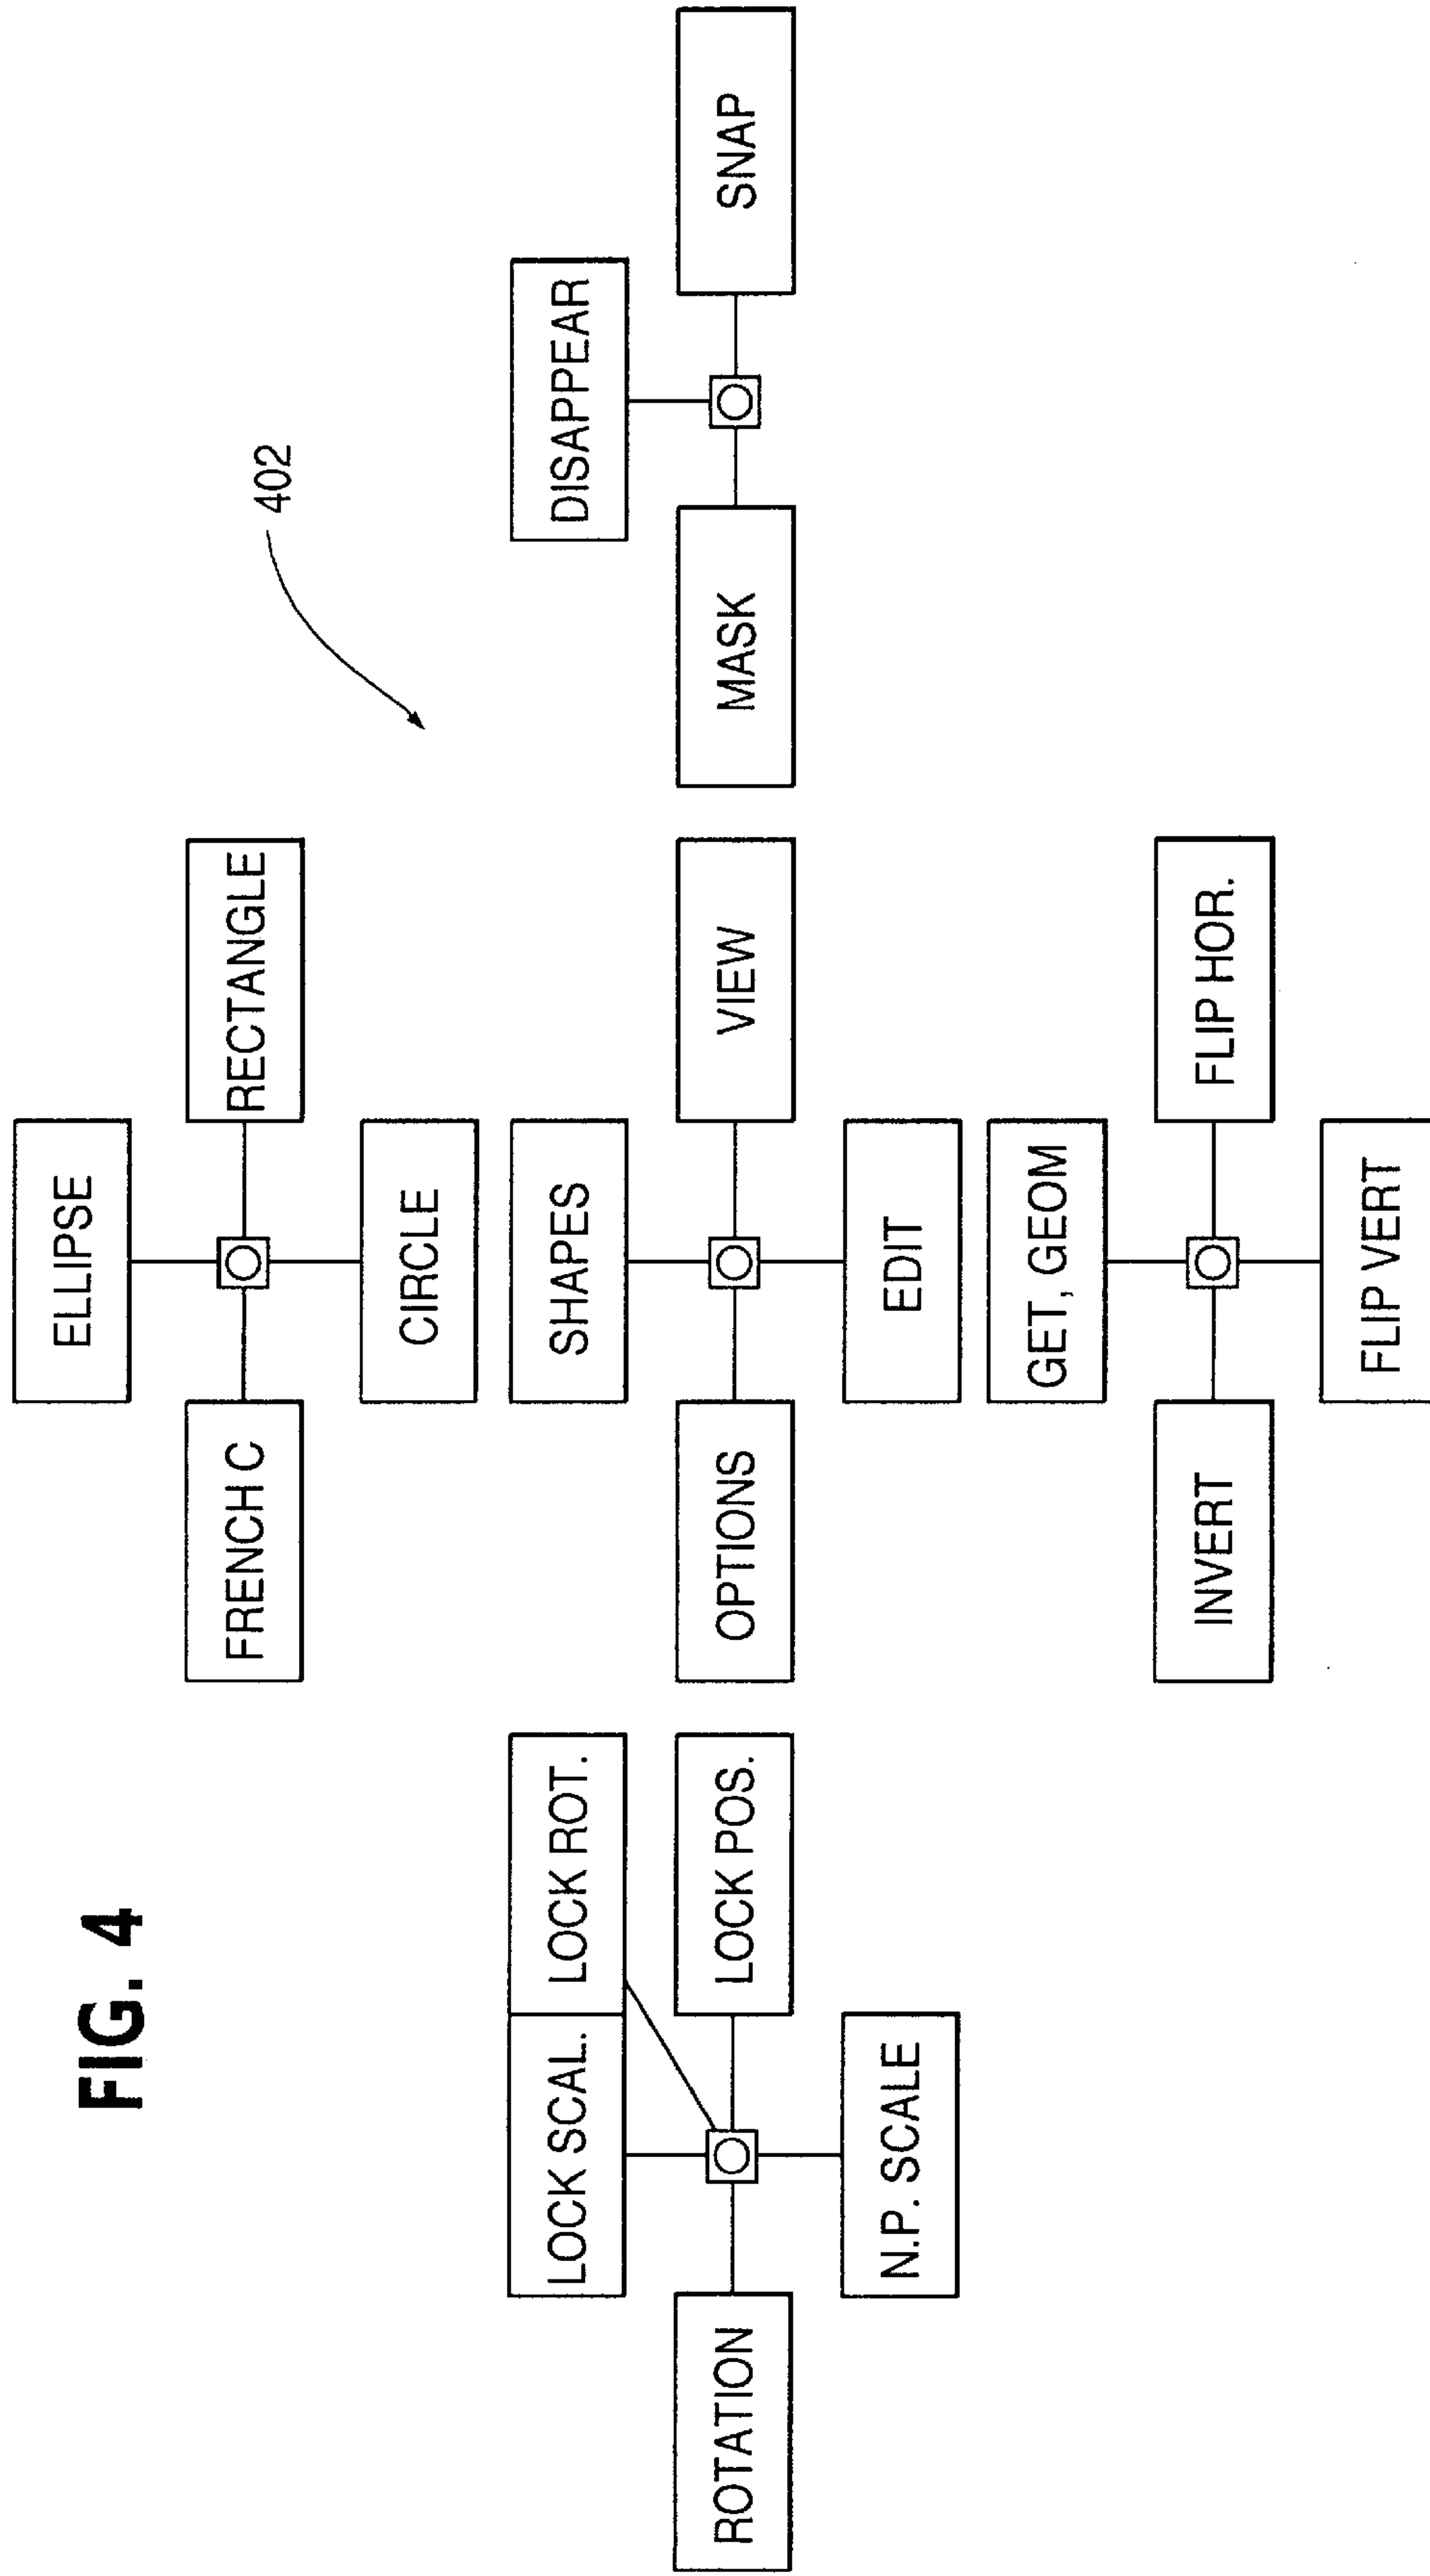 FIG. 4
402
ELLIPSE
FRENCH C
RECTANGLE
CIRCLE
LOCK SCAL.
LOCK ROT.
ROTATION
LOCK POS.
N.P. SCALE
SHAPES
OPTIONS
VIEW
EDIT
DISAPPEAR
MASK
SNAP
GET, GEOM
INVERT
FLIP HOR.
FLIP VERT